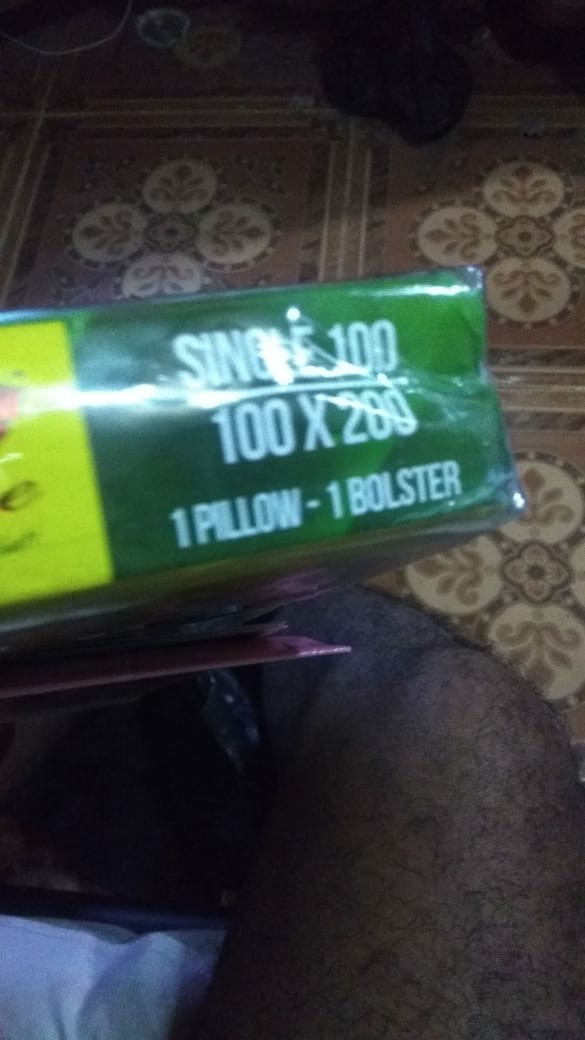 SINGLE 100
100 X 200
1 PILLOW - 1 BOLSTER